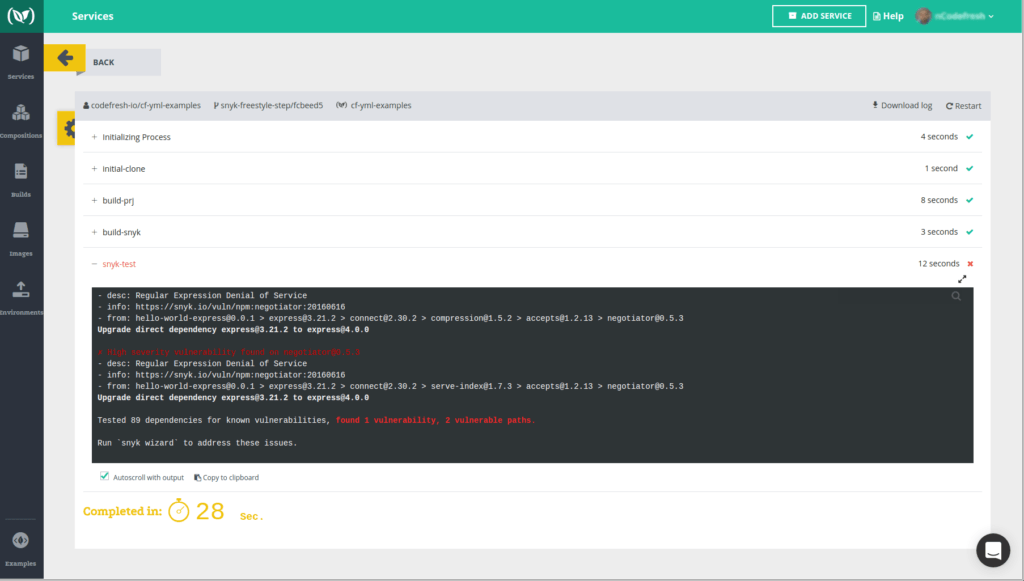 Services
ADD SERVICE
Help
nCodefresh
Services
Compositions
Builds
Images
Environments
Examples
BACK
codefresh-io/cf-yml-examples snyk-freestyle-step/fcbeed5 cf-yml-examples Download log Restart
+ Initializing Process 4 seconds
+ initial-clone 1 second
+ build-prj 8 seconds
+ build-snyk 3 seconds
− snyk-test 12 seconds
- desc: Regular Expression Denial of Service
- info: https://snyk.io/vuln/npm:negotiator:20160616
- from: hello-world-express@0.0.1 > express@3.21.2 > connect@2.30.2 > compression@1.5.2 > accepts@1.2.13 > negotiator@0.5.3
Upgrade direct dependency express@3.21.2 to express@4.0.0
✗ High severity vulnerability found on negotiator@0.5.3
- desc: Regular Expression Denial of Service
- info: https://snyk.io/vuln/npm:negotiator:20160616
- from: hello-world-express@0.0.1 > express@3.21.2 > connect@2.30.2 > serve-index@1.7.3 > accepts@1.2.13 > negotiator@0.5.3
Upgrade direct dependency express@3.21.2 to express@4.0.0
Tested 89 dependencies for known vulnerabilities, found 1 vulnerability, 2 vulnerable paths.
Run `snyk wizard` to address these issues.
Autoscroll with output Copy to clipboard
Completed in: 28 Sec.